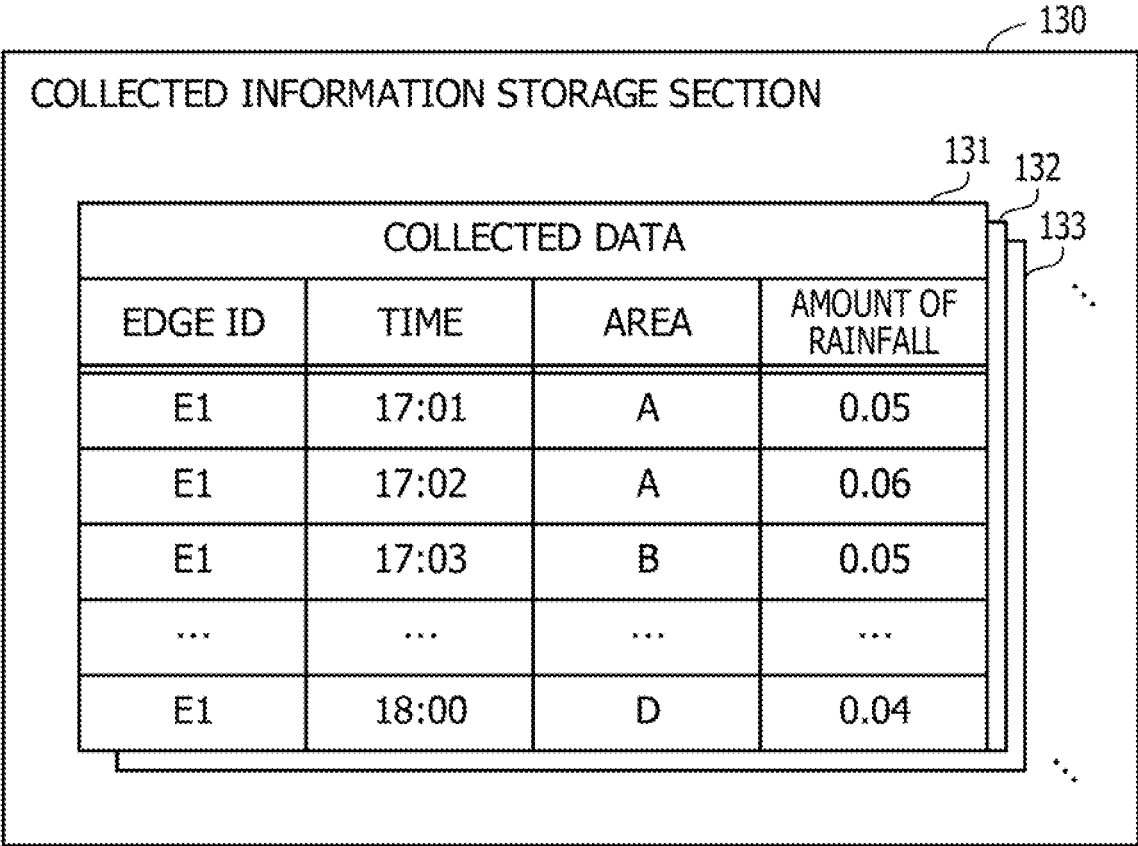 130
COLLECTED INFORMATION STORAGE SECTION
131
132
133
COLLECTED DATA
EDGE ID TIME AREA AMOUNT OF RAINFALL
E1 17:01 A 0.05
E1 17:02 A 0.06
E1 17:03 B 0.05
... ... ... ...
E1 18:00 D 0.04